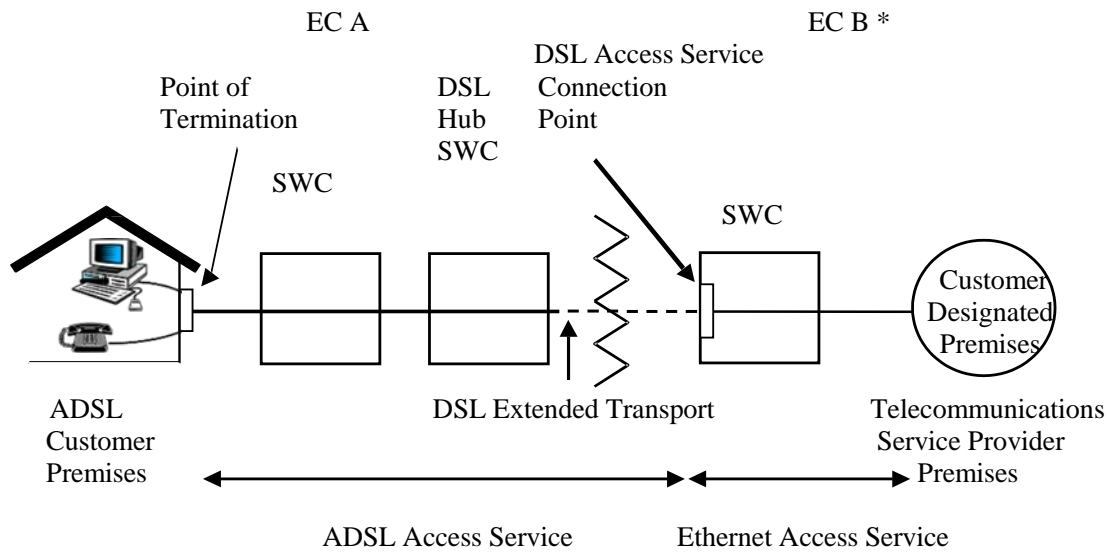 EC A
EC B *
Point of
Termination
DSL
Hub
SWC
DSL Access Service
Connection
Point
SWC
SWC
Customer
Designated
Premises
DSL Extended Transport
ADSL
Customer
Premises
Telecommunications
Service Provider
Premises
ADSL Access Service
Ethernet Access Service